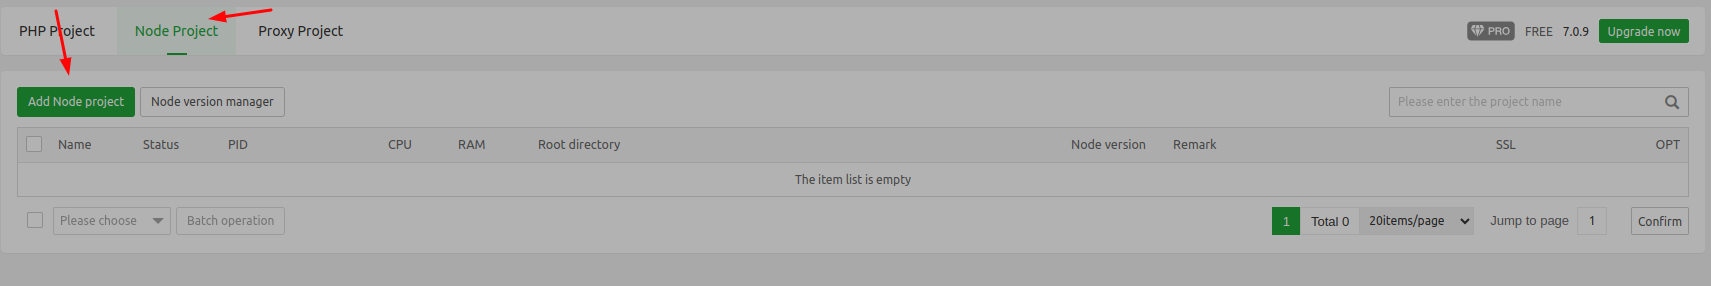 PHP Project Node Project Proxy Project PRO FREE 7.0.9 Upgrade now
Add Node project Node version manager Please enter the project name
Name Status PID CPU RAM Root directory Node version Remark SSL OPT
The item list is empty
Please choose Batch operation 1 Total 0 20items/page Jump to page 1 Confirm